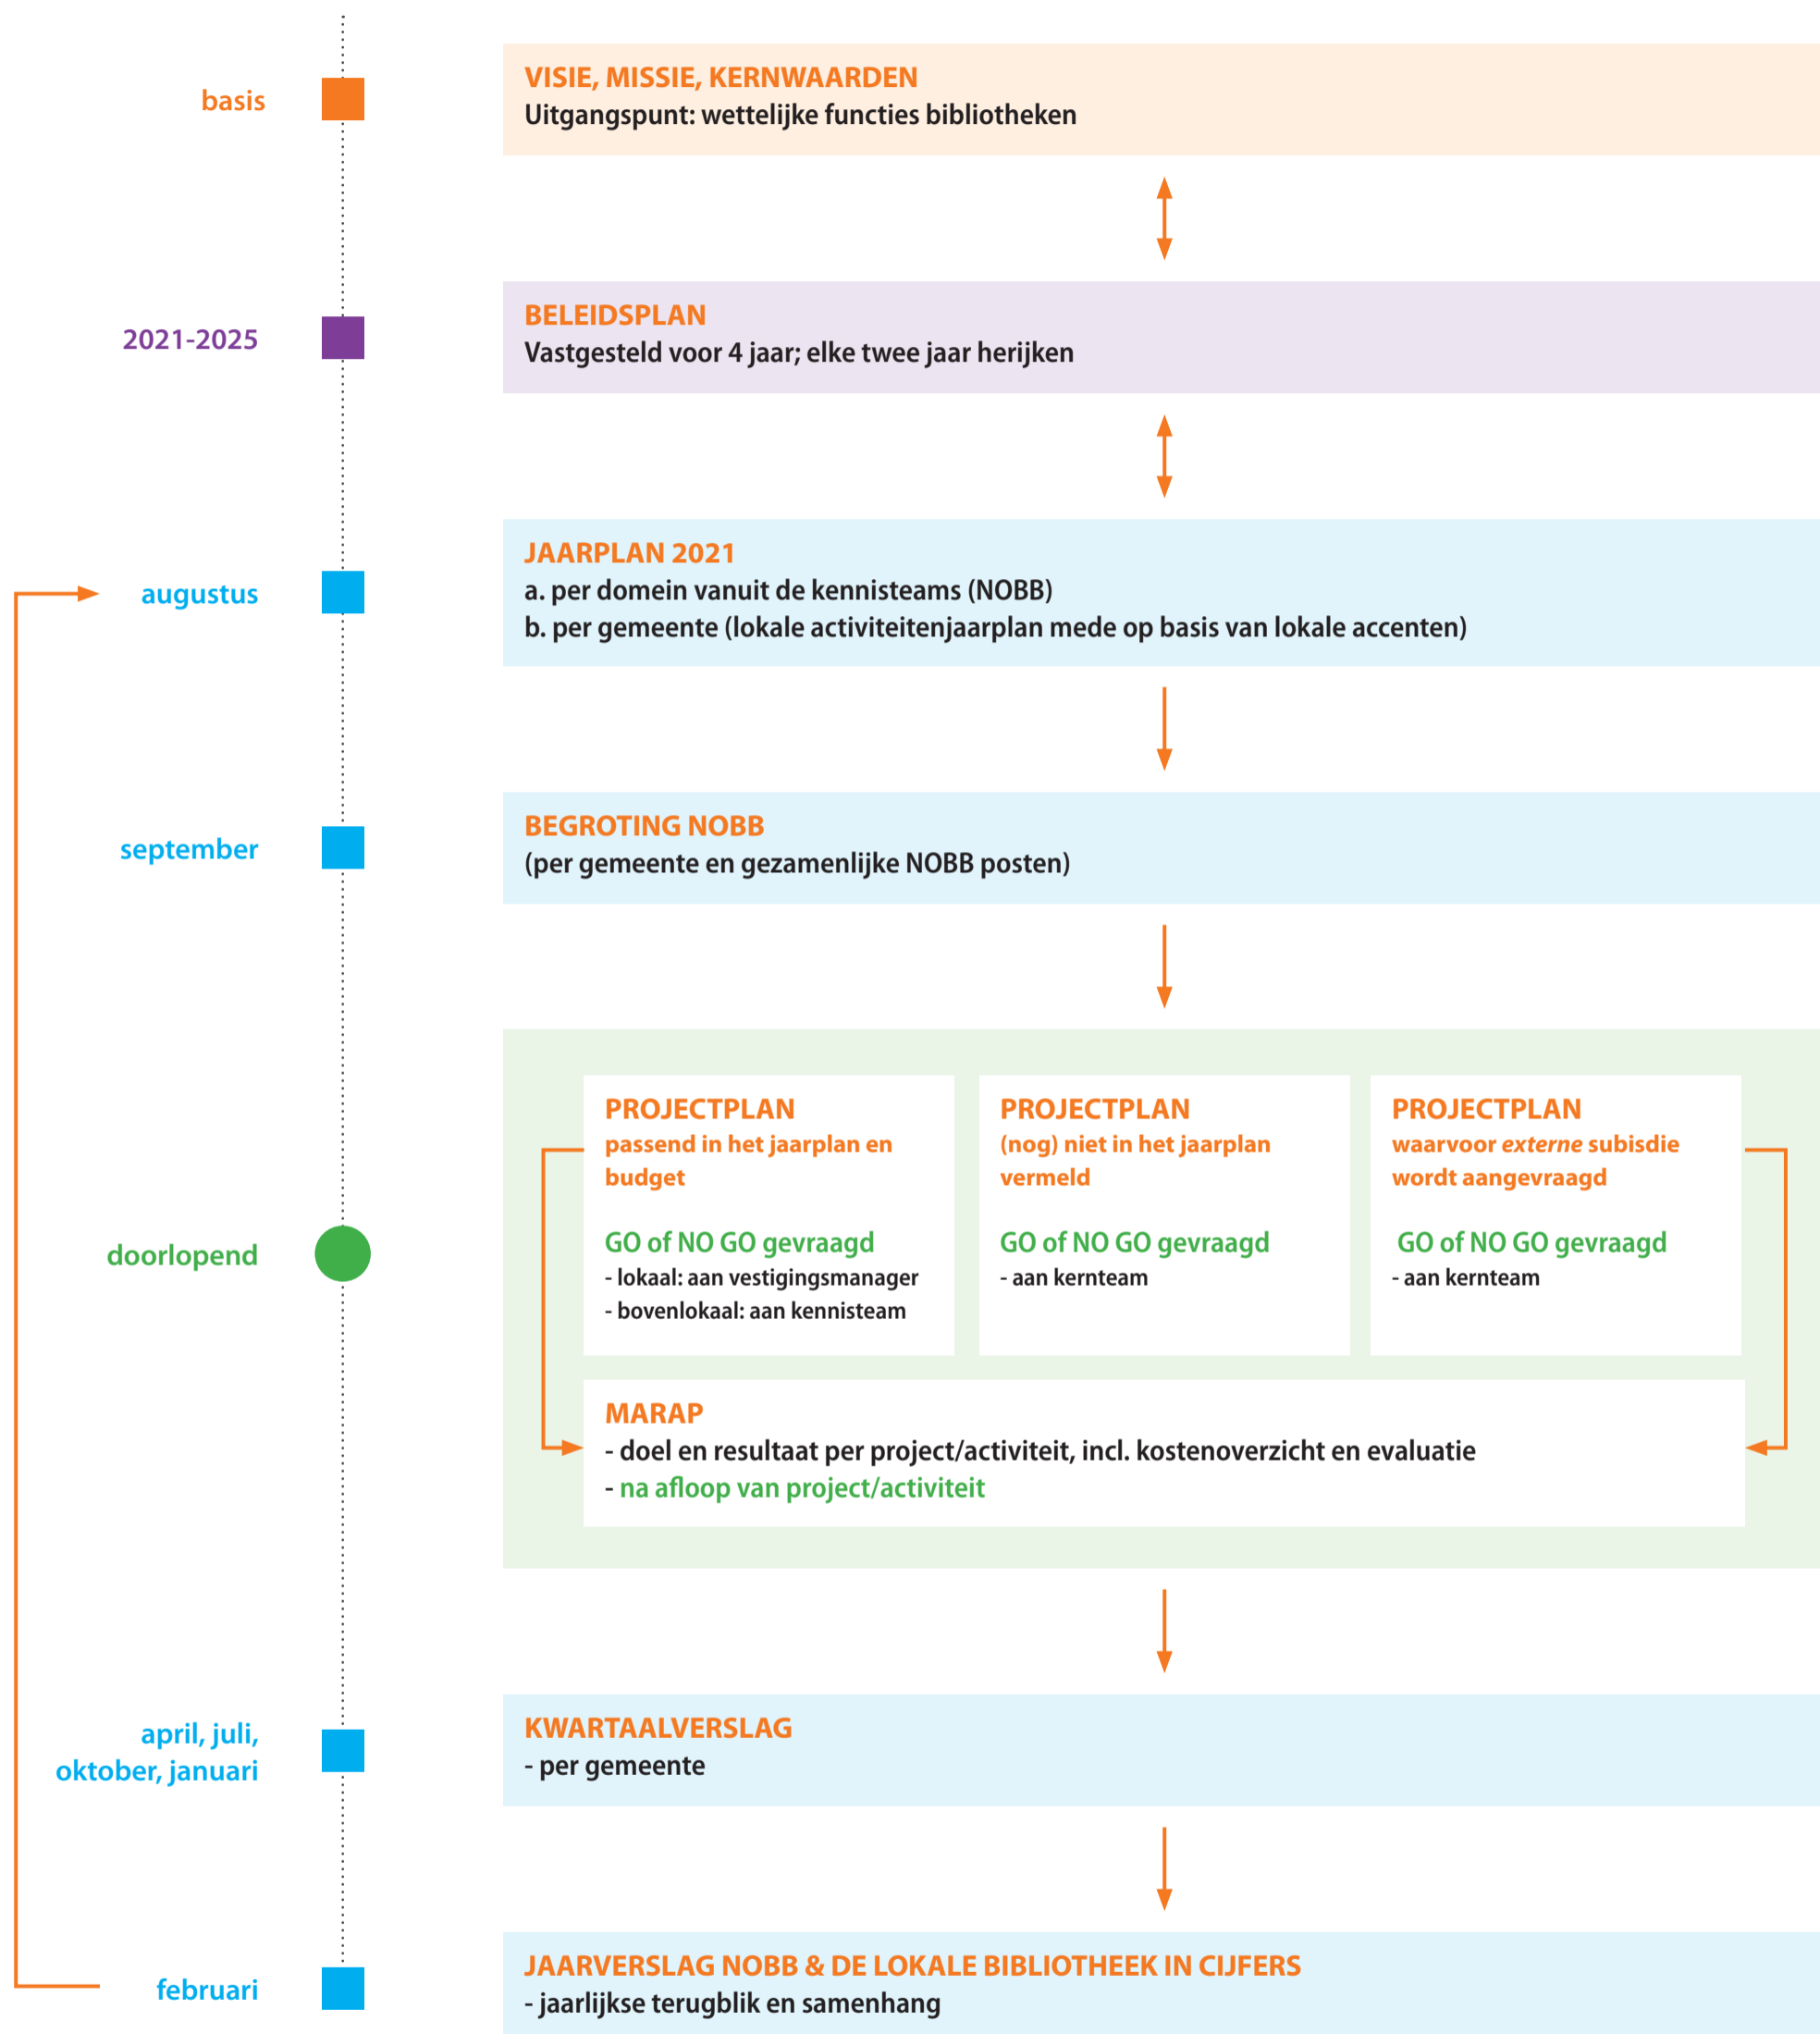 basis
VISIE, MISSIE, KERNWAARDEN
Uitgangspunt: wettelijke functies bibliotheken
2021-2025
BELEIDSPLAN
Vastgesteld voor 4 jaar; elke twee jaar herijken
augustus
JAARPLAN 2021
a. per domein vanuit de kennisteams (NOBB)
b. per gemeente (lokale activiteitenjaarplan mede op basis van lokale accenten)
september
BEGROTING NOBB
(per gemeente en gezamenlijke NOBB posten)
doorlopend
PROJECTPLAN
passend in het jaarplan en
budget
GO of NO GO gevraagd
- lokaal: aan vestigingsmanager
- bovenlokaal: aan kennisteam
PROJECTPLAN
(nog) niet in het jaarplan
vermeld
GO of NO GO gevraagd
- aan kernteam
PROJECTPLAN
waarvoor externe subisdie
wordt aangevraagd
GO of NO GO gevraagd
- aan kernteam
MARAP
- doel en resultaat per project/activiteit, incl. kostenoverzicht en evaluatie
- na afloop van project/activiteit
april, juli,
oktober, januari
KWARTAALVERSLAG
- per gemeente
februari
JAARVERSLAG NOBB & DE LOKALE BIBLIOTHEEK IN CIJFERS
- jaarlijkse terugblik en samenhang